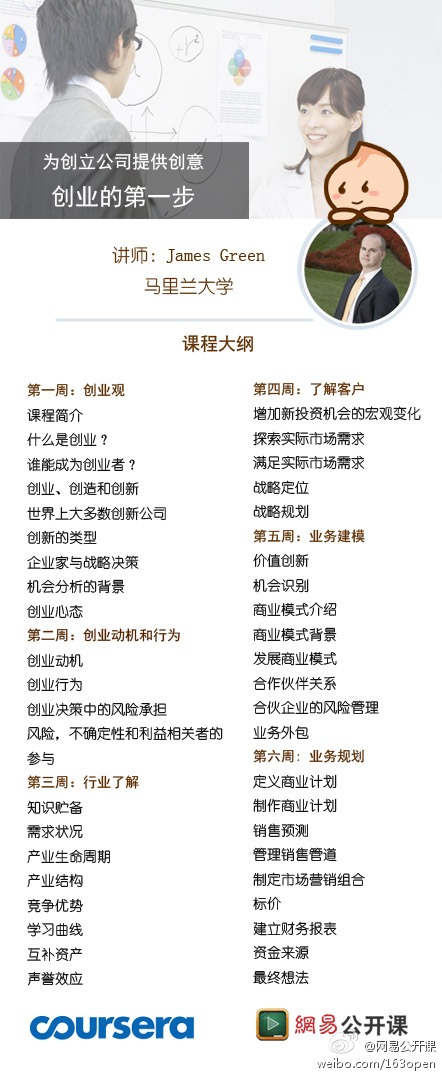 为创立公司提供创意
创业的第一步
讲师：James Green
马里兰大学
课程大纲
第一周：创业观
课程简介
什么是创业？
谁能成为创业者？
创业、创造和创新
世界上大多数创新公司
创新的类型
企业家与战略决策
机会分析的背景
创业心态
第二周：创业动机和行为
创业动机
创业行为
创业决策中的风险承担
风险，不确定性和利益相关者的
参与
第三周：行业了解
知识贮备
需求状况
产业生命周期
产业结构
竞争优势
学习曲线
互补资产
声誉效应
第四周：了解客户
增加新投资机会的宏观变化
探索实际市场需求
满足实际市场需求
战略定位
战略规划
第五周：业务建模
价值创新
机会识别
商业模式介绍
商业模式背景
发展商业模式
合作伙伴关系
合伙企业的风险管理
业务外包
第六周：业务规划
定义商业计划
制作商业计划
销售预测
管理销售管道
制定市场营销组合
标价
建立财务报表
资金来源
最终想法
coursera
網易公开课
@网易公开课
weibo.com/163open